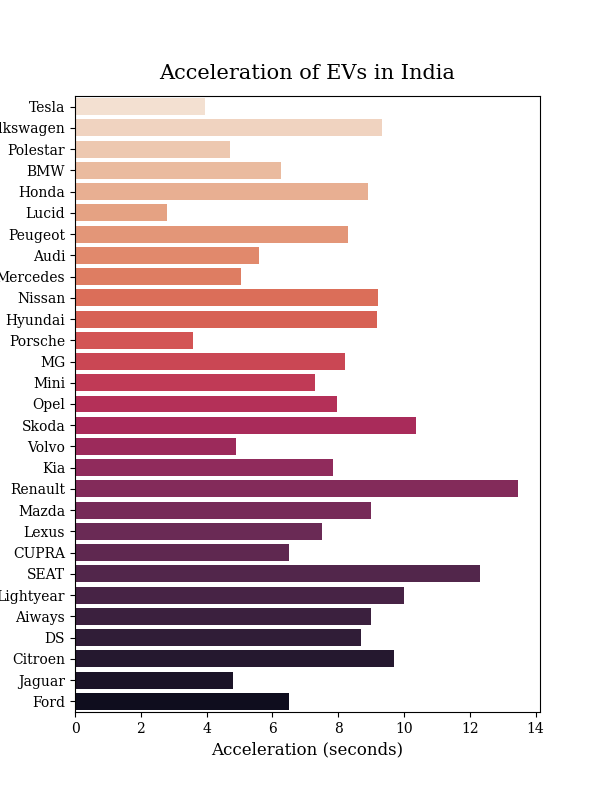 Acceleration of EVs in India
Tesla
lkswagen
Polestar
BMW
Honda
Lucid
Peugeot
Audi
Mercedes
Nissan
Hyundai
Porsche
MG
Mini
Opel
Skoda
Volvo
Kia
Renault
Mazda
Lexus
CUPRA
SEAT
Lightyear
Aiways
DS
Citroen
Jaguar
Ford
0 2 4 6 8 10 12 14
Acceleration (seconds)